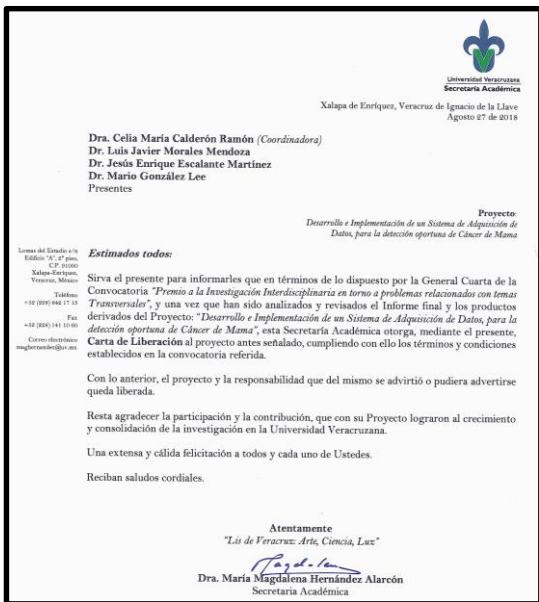 Universidad Veracruzana
Secretaría Académica
Xalapa de Enríquez, Veracruz de Ignacio de la Llave
Agosto 27 de 2018
Dra. Celia María Calderón Ramón (Coordinadora)
Dr. Luis Javier Morales Mendoza
Dr. Jesús Enrique Escalante Martínez
Dr. Mario González Lee
Presentes
Proyecto:
Desarrollo e Implementación de un Sistema de Adquisición de
Datos, para la detección oportuna de Cáncer de Mama
Lomas del Estadio s/n
Edificio "A", 2° piso,
C.P. 91000
Xalapa-Enríquez,
Veracruz, México
Teléfono
Fax
Correo electrónico
maghernandez@uv.mx
Estimados todos:
Sirva el presente para informarles que en términos de lo dispuesto por la General Cuarta de la
Convocatoria "Premio a la Investigación Interdisciplinaria en torno a problemas relacionados con temas
Transversales", y una vez que han sido analizados y revisados el Informe final y los productos
derivados del Proyecto: "Desarrollo e Implementación de un Sistema de Adquisición de Datos, para la
detección oportuna de Cáncer de Mama", esta Secretaría Académica otorga, mediante el presente,
Carta de Liberación al proyecto antes señalado, cumpliendo con ello los términos y condiciones
establecidos en la convocatoria referida.
Con lo anterior, el proyecto y la responsabilidad que del mismo se advirtió o pudiera advertirse
queda liberada.
Resta agradecer la participación y la contribución, que con su Proyecto lograron al crecimiento
y consolidación de la investigación en la Universidad Veracruzana.
Una extensa y cálida felicitación a todos y cada uno de Ustedes.
Reciban saludos cordiales.
Atentamente
"Lis de Veracruz: Arte, Ciencia, Luz"
Dra. María Magdalena Hernández Alarcón
Secretaria Académica